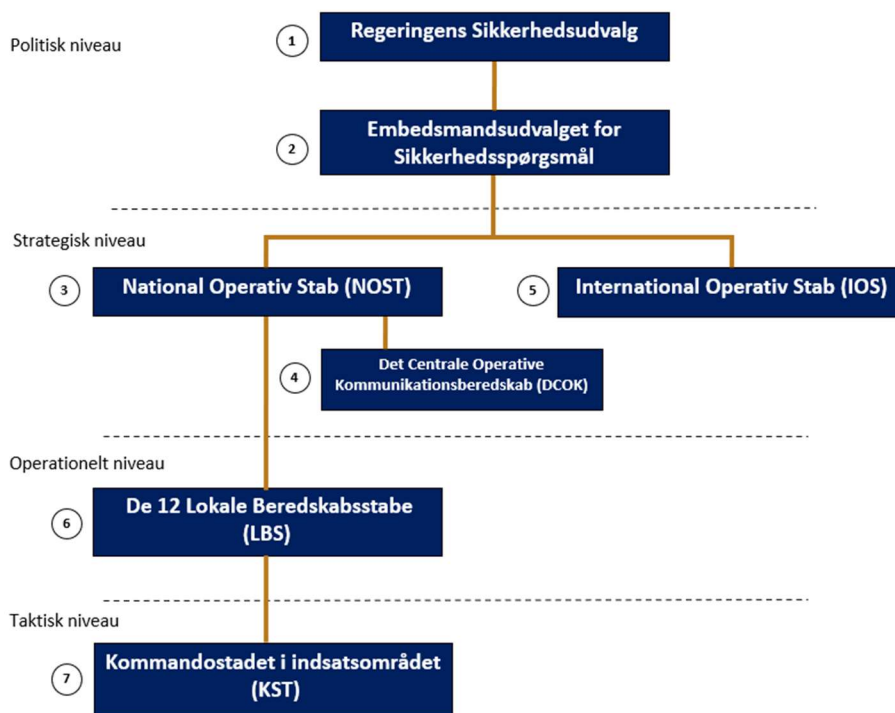 Politisk niveau
1
Regeringens Sikkerhedsudvalg
2
Embedsmandsudvalget for
Sikkerhedsspørgsmål
Strategisk niveau
3
National Operativ Stab (NOST)
5
International Operativ Stab (IOS)
4
Det Centrale Operative
Kommunikationsberedskab (DCOK)
Operationelt niveau
6
De 12 Lokale Beredskabsstabe
(LBS)
Taktisk niveau
7
Kommandostadet i indsatsområdet
(KST)